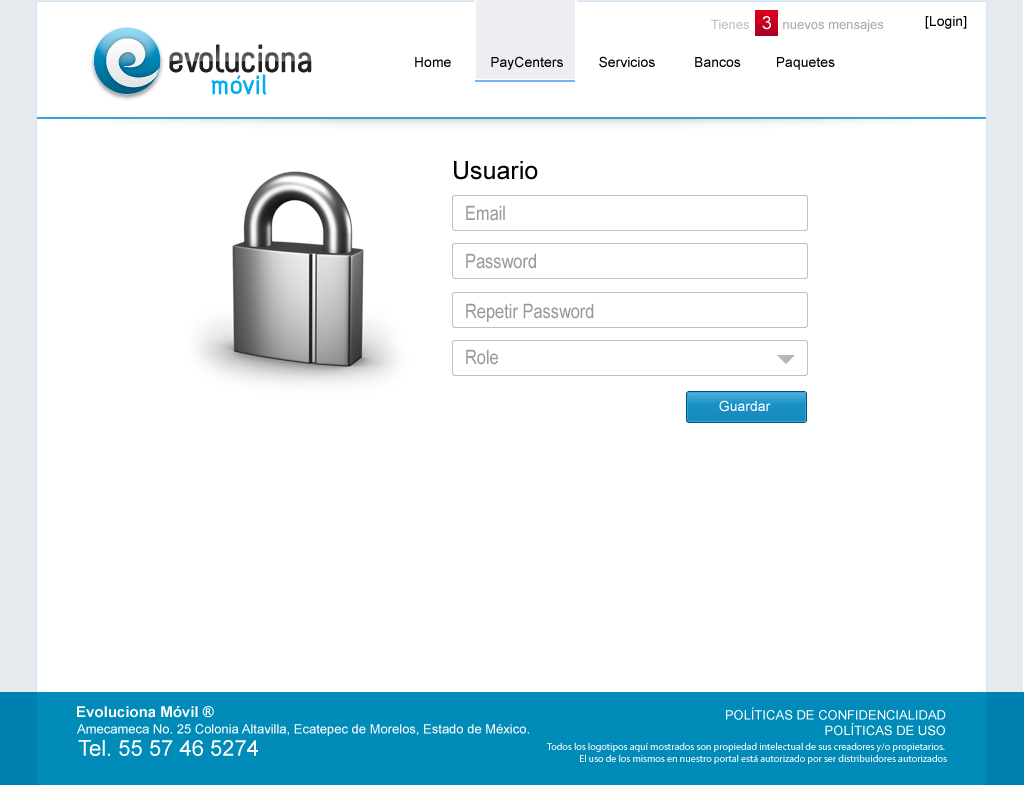 Tienes 3 nuevos mensajes
[Login]
evoluciona
móvil
Home PayCenters Servicios Bancos Paquetes
Usuario
Email
Password
Repetir Password
Role
Guardar
Evoluciona Móvil ®
Amecameca No. 25 Colonia Altavilla, Ecatepec de Morelos, Estado de México.
Tel. 55 57 46 5274
POLÍTICAS DE CONFIDENCIALIDAD
POLÍTICAS DE USO
Todos los logotipos aquí mostrados son propiedad intelectual de sus creadores y/o propietarios.
El uso de los mismos en nuestro portal está autorizado por ser distribuidores autorizados